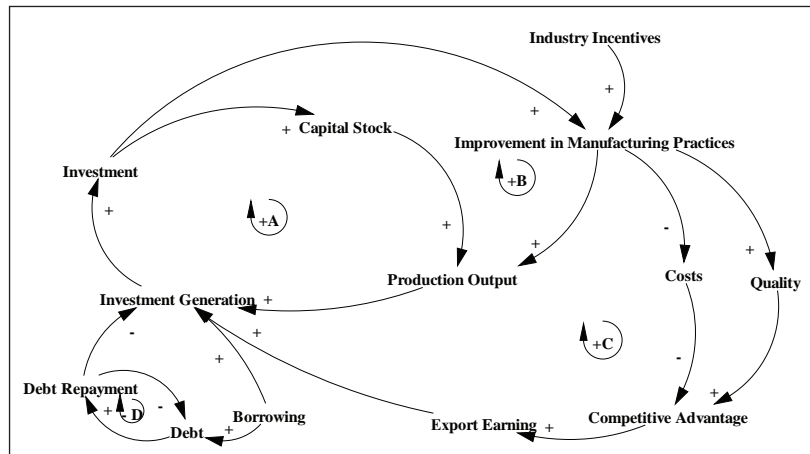 Industry Incentives
+
+
+ Capital Stock
Improvement in Manufacturing Practices
Investment
+B
+
+A
+
-
+
+
Production Output
Costs
Quality
Investment Generation +
-
+
+
+C
-
Debt Repayment
+ - D
-
+
Debt
Borrowing
+
Export Earning +
Competitive Advantage